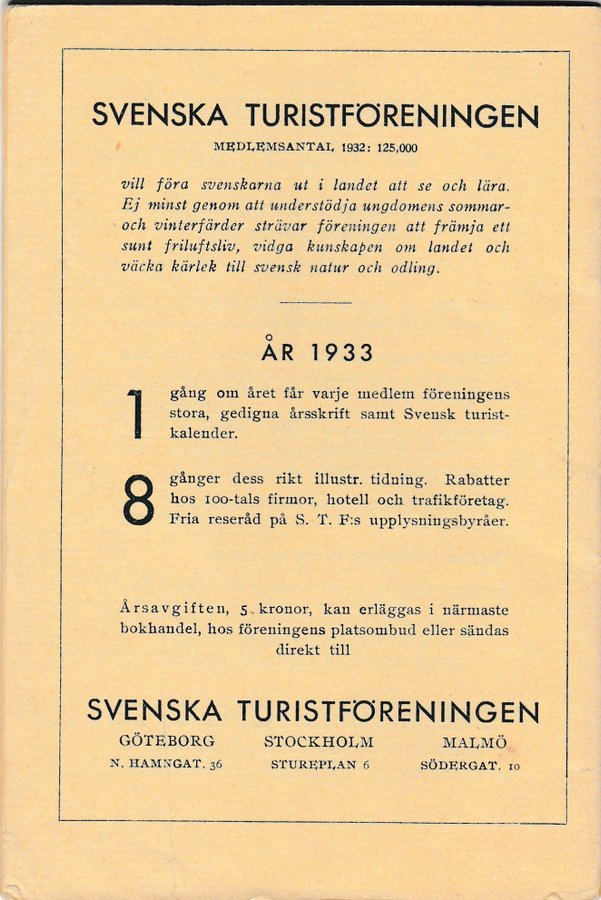 SVENSKA TURISTFÖRENINGEN
MEDLEMSANTAL 1932: 125,000
vill föra svenskarna ut i landet att se och lära.
Ej minst genom att understödja ungdomens sommar-
och vinterfärder strävar föreningen att främja ett
sunt friluftsliv, vidga kunskapen om landet och
väcka kärlek till svensk natur och odling.
ÅR 1933
1 gång om året får varje medlem föreningens
stora, gedigna årsskrift samt Svensk turist-
kalender.
8 gånger dess rikt illustr. tidning. Rabatter
hos 100-tals firmor, hotell och trafikföretag.
Fria reseråd på S. T. F:s upplysningsbyråer.
Årsavgiften, 5 kronor, kan erläggas i närmaste
bokhandel, hos föreningens platsombud eller sändas
direkt till
SVENSKA TURISTFÖRENINGEN
GÖTEBORG STOCKHOLM MALMÖ
N. HAMNGAT. 36 STUREPLAN 6 SÖDERGAT. 10